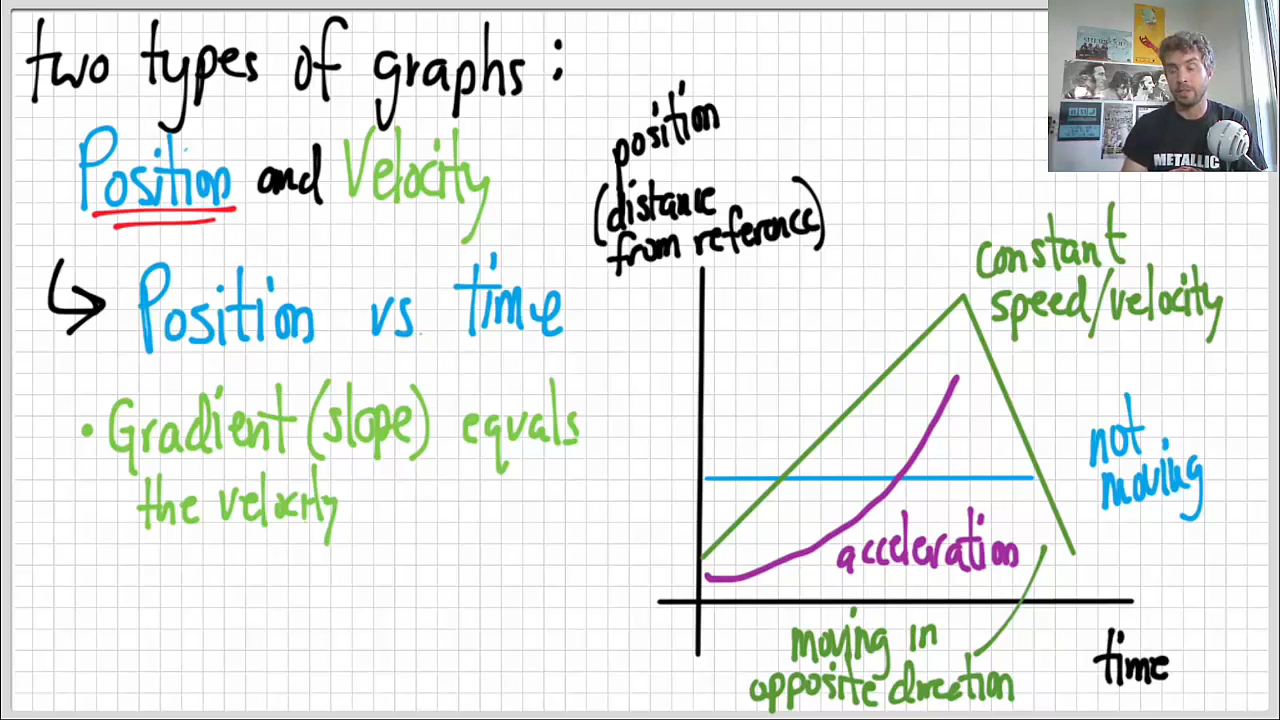 two types of graphs :
Position and Velocity
Position vs time
• Gradient (slope) equals
the velocity
position
(distance
from reference)
constant
speed/velocity
not
moving
acceleration
moving in
opposite direction
time
METALLIC